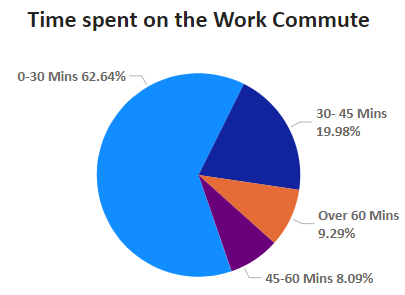 Time spent on the Work Commute
0-30 Mins 62.64%
30- 45 Mins
19.98%
Over 60 Mins
9.29%
45-60 Mins 8.09%